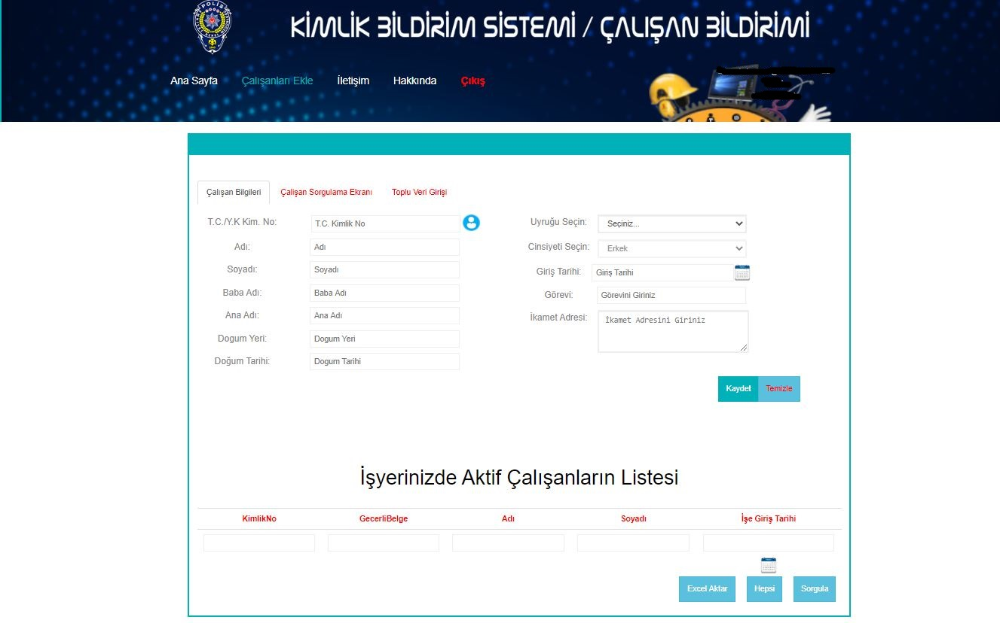 POLİS
KİMLİK BİLDİRİM SİSTEMİ / ÇALIŞAN BİLDİRİMİ
Ana Sayfa Çalışanları Ekle İletişim Hakkında Çıkış
Çalışan Bilgileri Çalişan Sorgulama Ekranı Toplu Veri Girişi
T.C./Y.K Kim. No: T.C. Kimlik No Uyruğu Seçin: Seçiniz...
Adı: Adı Cinsiyeti Seçin: Erkek
Soyadı: Soyadı Giriş Tarihi: Giriş Tarihi
Baba Adı: Baba Adı Görevi: Görevini Giriniz
Ana Adı: Ana Adı İkamet Adresi: İkamet Adresini Giriniz
Dogum Yeri: Dogum Yeri
Doğum Tarihi: Dogum Tarihi
Kaydet Temizle
İşyerinizde Aktif Çalışanların Listesi
KimlikNo GecerliBelge Adı Soyadı İşe Giriş Tarihi
Excel Aktar Hepsi Sorgula